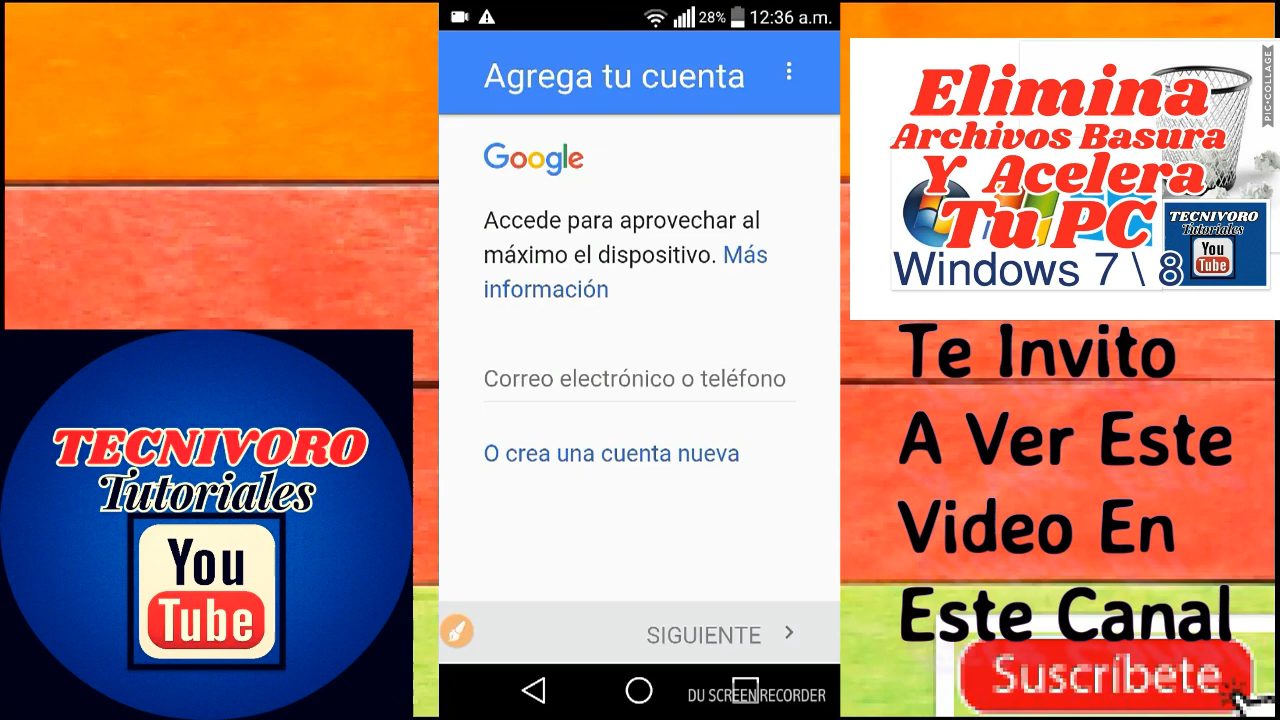 28% 12:36 a.m.
Agrega tu cuenta
Google
Accede para aprovechar al
máximo el dispositivo. Más
información
Correo electrónico o teléfono
O crea una cuenta nueva
SIGUIENTE
DU SCREEN RECORDER
TECNIVORO
Tutoriales
You
Tube
PIC•COLLAGE
Elimina
Archivos Basura
Y Acelera
Tu PC
Windows 7 \ 8
TECNIVORO
Tutoriales
You
Tube
Te Invito
A Ver Este
Video En
Este Canal
Suscríbete